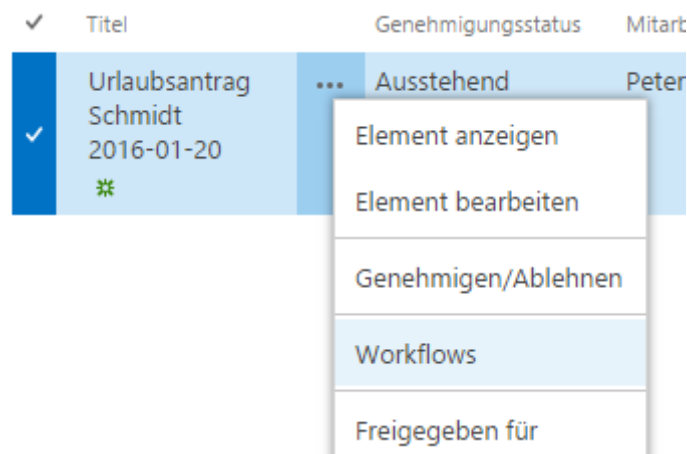 Titel Genehmigungsstatus Mitarb
Urlaubsantrag ... Ausstehend Peter
Schmidt
2016-01-20
Element anzeigen
Element bearbeiten
Genehmigen/Ablehnen
Workflows
Freigegeben für